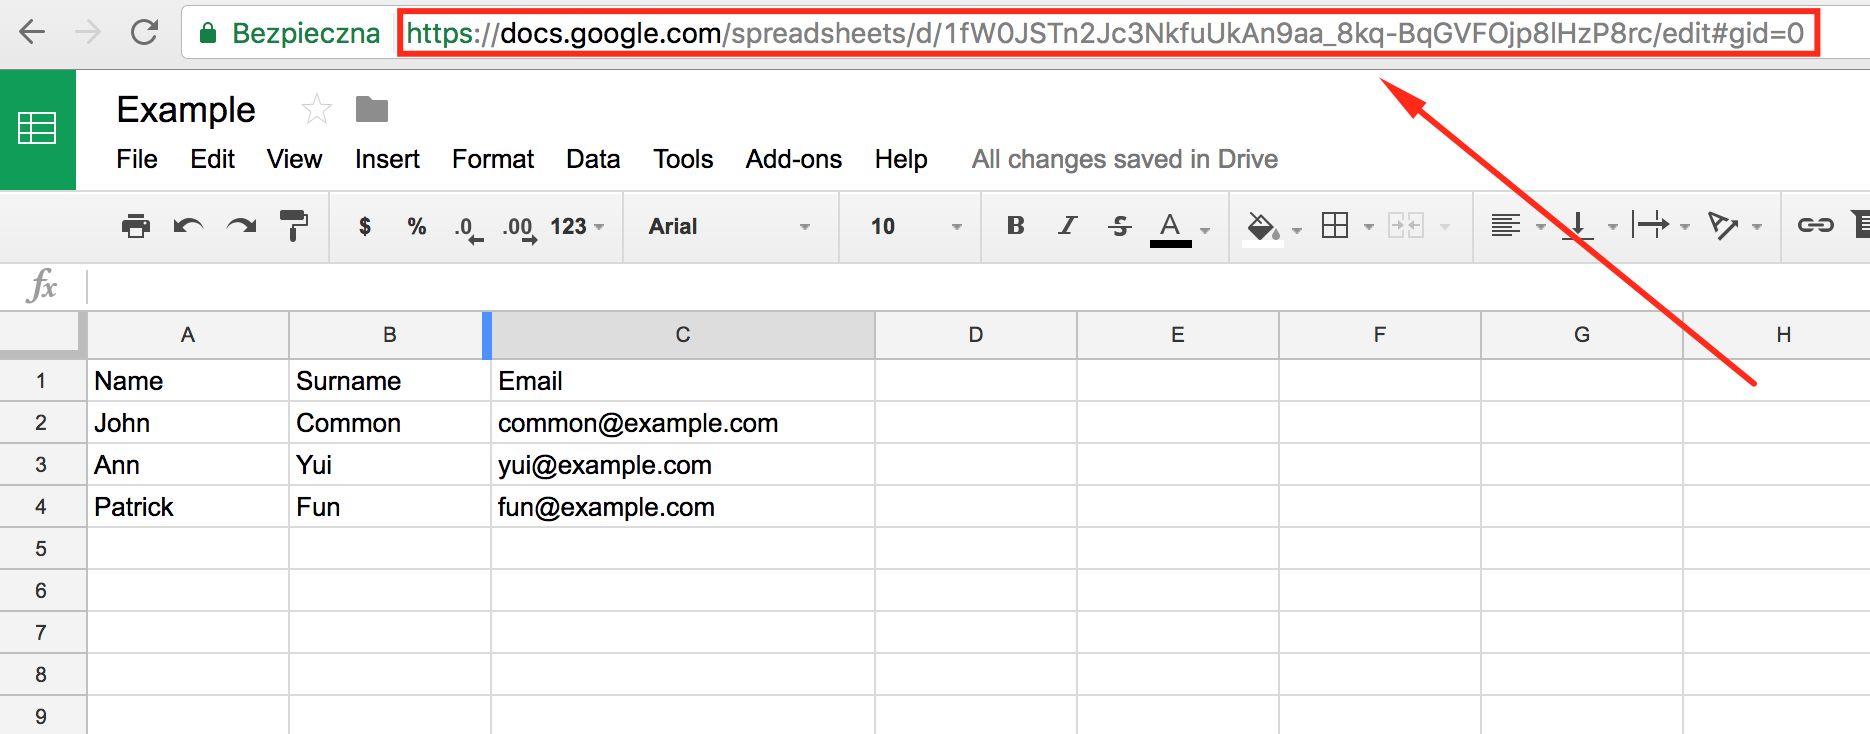 Bezpieczna https://docs.google.com/spreadsheets/d/1fW0JSTn2Jc3NkfuUkAn9aa_8kq-BqGVFOjp8lHzP8rc/edit#gid=0
Example
File Edit View Insert Format Data Tools Add-ons Help All changes saved in Drive
$ % .0 .00 123 Arial 10 B I S A
fx
A B C D E F G H
1 Name Surname Email
2 John Common common@example.com
3 Ann Yui yui@example.com
4 Patrick Fun fun@example.com
5
6
7
8
9